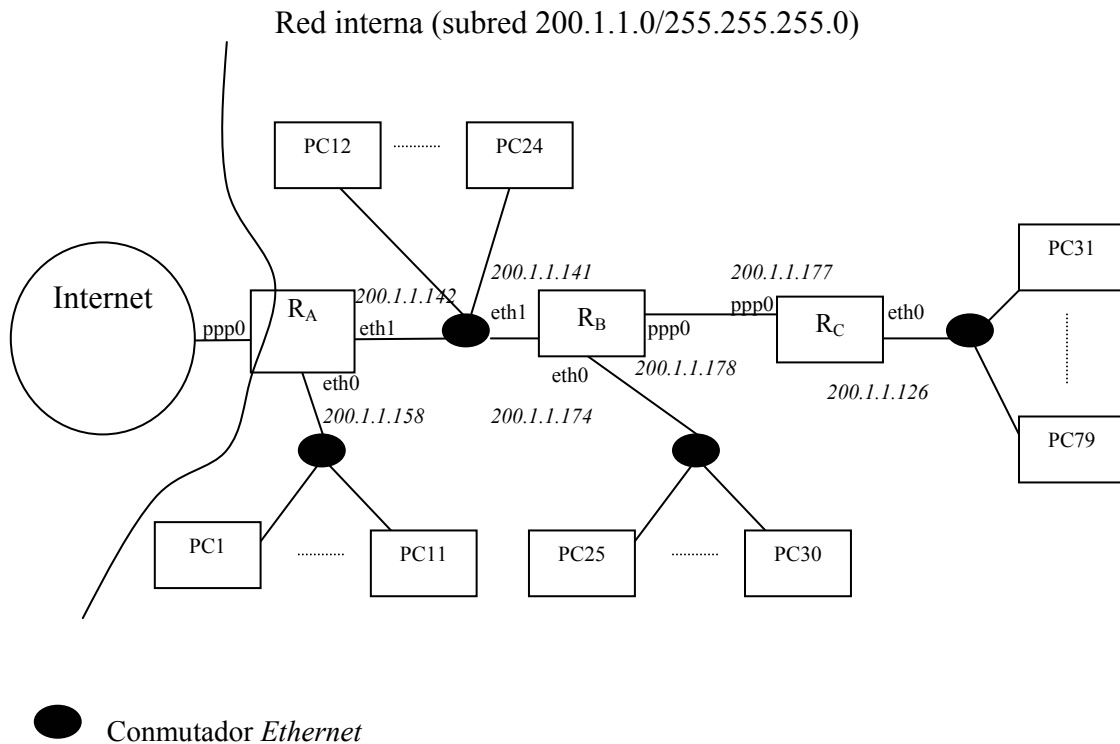 Red interna (subred 200.1.1.0/255.255.255.0)
PC12
PC24
PC31
200.1.1.141
200.1.1.177
Internet
R_A
200.1.1.142
eth1
R_B
ppp0
R_C
eth0
ppp0
eth1
ppp0
eth0
eth0
200.1.1.178
200.1.1.126
200.1.1.158
200.1.1.174
PC79
PC1
PC11
PC25
PC30
Conmutador Ethernet